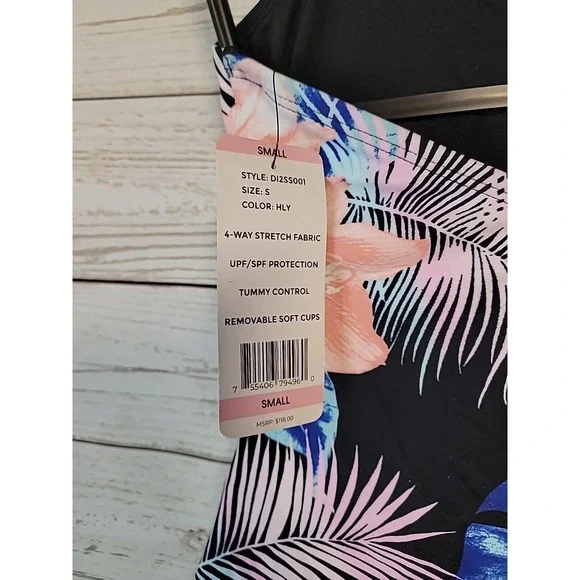 SMALL
STYLE: D12SS001
SIZE: S
COLOR: HLY
4-WAY STRETCH FABRIC
UPF/SPF PROTECTION
TUMMY CONTROL
REMOVABLE SOFT CUPS
7 55406 79496 0
SMALL
MSRP: $118.00